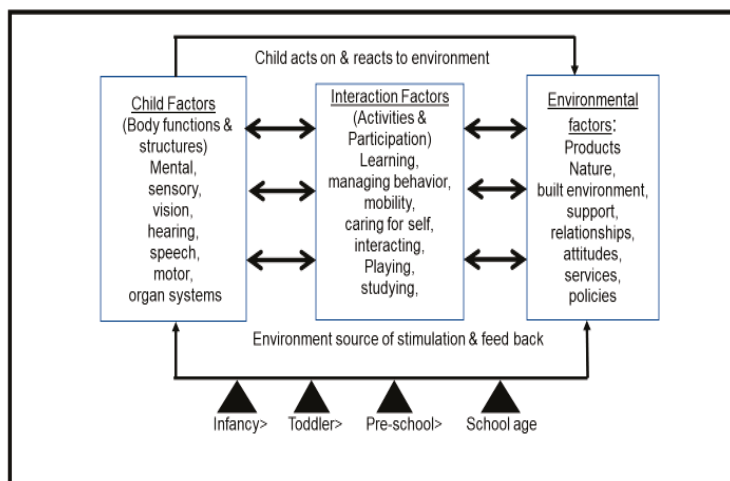 Child acts on & reacts to environment
Child Factors
(Body functions &
structures)
Mental,
sensory,
vision,
hearing,
speech,
motor,
organ systems
Interaction Factors
(Activities &
Participation)
Learning,
managing behavior,
mobility,
caring for self,
interacting,
Playing,
studying,
Environmental
factors:
Products
Nature,
built environment,
support,
relationships,
attitudes,
services,
policies
Environment source of stimulation & feed back
Infancy> Toddler> Pre-school> School age